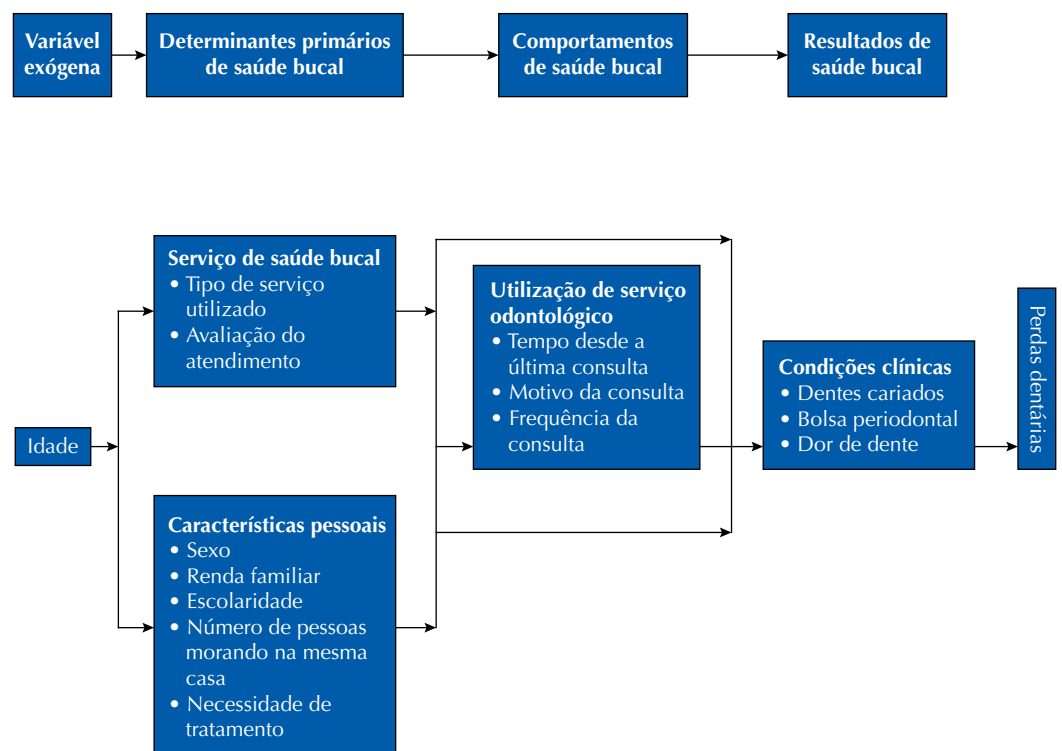 Variável
exógena
Determinantes primários
de saúde bucal
Comportamentos
de saúde bucal
Resultados de
saúde bucal
Serviço de saúde bucal
• Tipo de serviço
utilizado
• Avaliação do
atendimento
Utilização de serviço
odontológico
• Tempo desde a
última consulta
• Motivo da consulta
• Frequência da
consulta
Condições clínicas
• Dentes cariados
• Bolsa periodontal
• Dor de dente
Perdas dentárias
Idade
Características pessoais
• Sexo
• Renda familiar
• Escolaridade
• Número de pessoas
morando na mesma
casa
• Necessidade de
tratamento